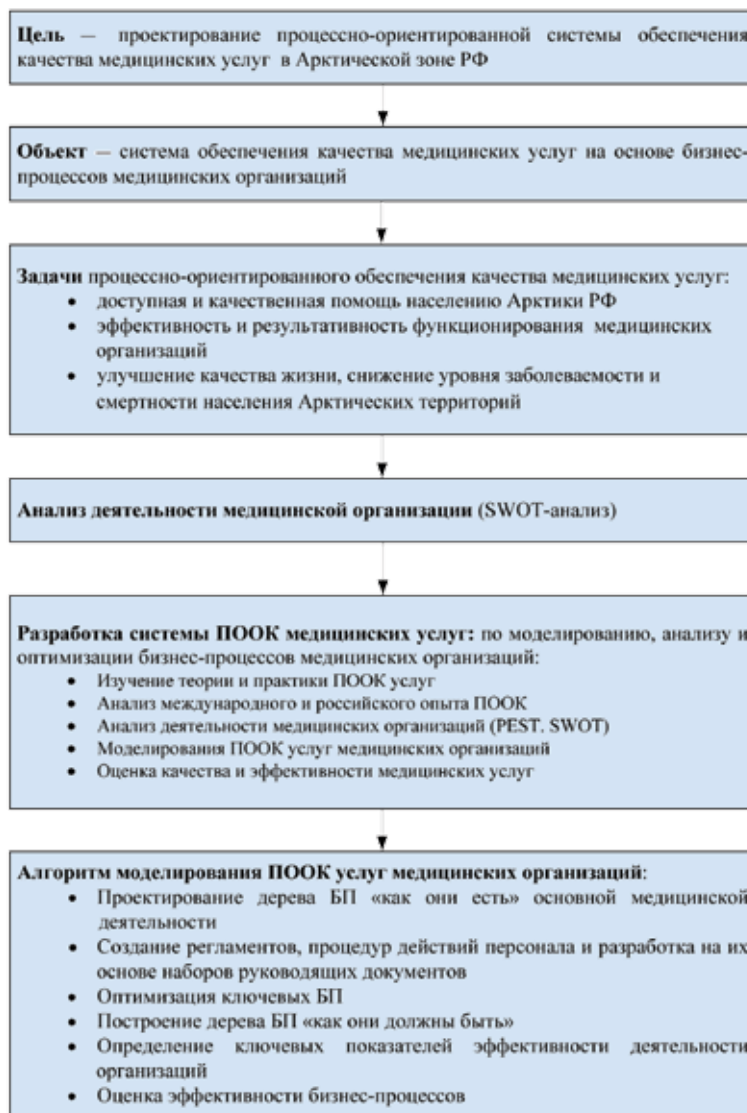 Цель — проектирование процессно-ориентированной системы обеспечения
качества медицинских услуг в Арктической зоне РФ
Объект — система обеспечения качества медицинских услуг на основе бизнес-
процессов медицинских организаций
Задачи процессно-ориентированного обеспечения качества медицинских услуг:
• доступная и качественная помощь населению Арктики РФ
• эффективность и результативность функционирования медицинских
организаций
• улучшение качества жизни, снижение уровня заболеваемости и
смертности населения Арктических территорий
Анализ деятельности медицинской организации (SWOT-анализ)
Разработка системы ПООК медицинских услуг: по моделированию, анализу и
оптимизации бизнес-процессов медицинских организаций:
• Изучение теории и практики ПООК услуг
• Анализ международного и российского опыта ПООК
• Анализ деятельности медицинских организаций (PEST. SWOT)
• Моделирования ПООК услуг медицинских организаций
• Оценка качества и эффективности медицинских услуг
Алгоритм моделирования ПООК услуг медицинских организаций:
• Проектирование дерева БП «как они есть» основной медицинской
деятельности
• Создание регламентов, процедур действий персонала и разработка на их
основе наборов руководящих документов
• Оптимизация ключевых БП
• Построение дерева БП «как они должны быть»
• Определение ключевых показателей эффективности деятельности
организаций
• Оценка эффективности бизнес-процессов